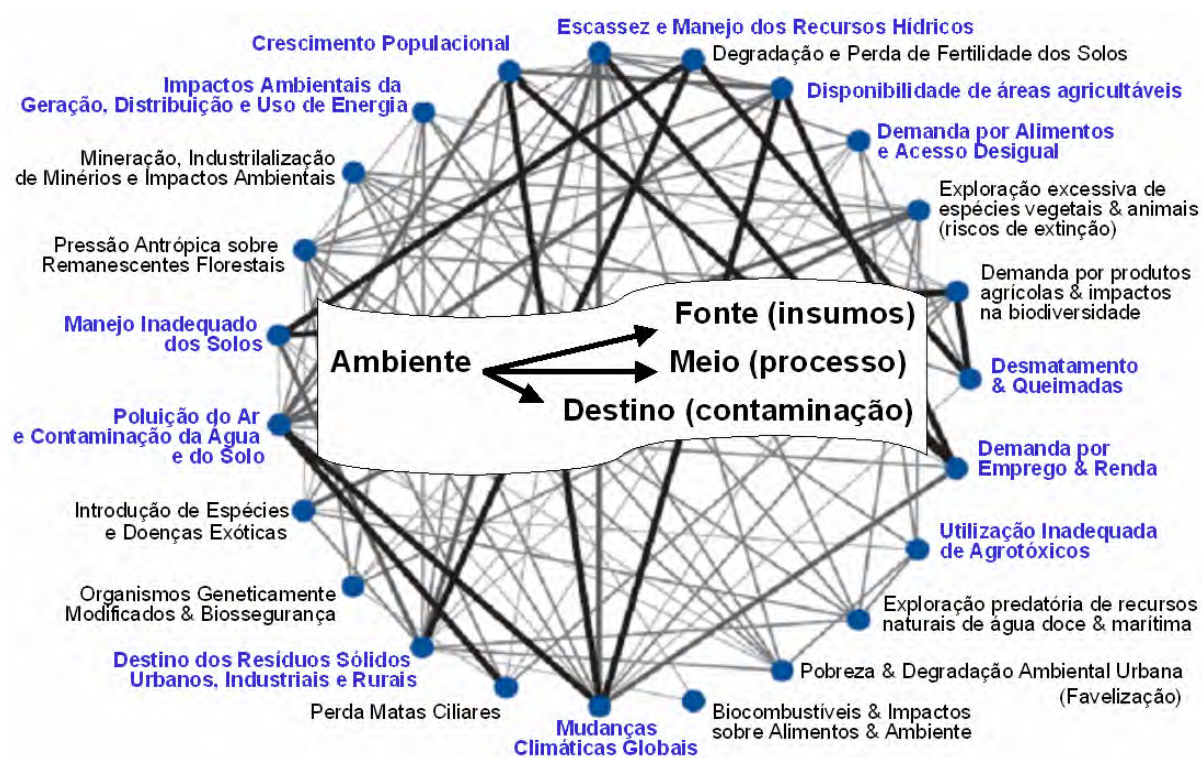 Escassez e Manejo dos Recursos Hídricos
Crescimento Populacional
Degradação e Perda de Fertilidade dos Solos
Impactos Ambientais da
Geração, Distribuição e Uso de Energia
Disponibilidade de áreas agricultáveis
Demanda por Alimentos
e Acesso Desigual
Mineração, Industrilalização
de Minérios e Impactos Ambientais
Exploração excessiva de
espécies vegetais & animais
(riscos de extinção)
Pressão Antrópica sobre
Remanescentes Florestais
Demanda por produtos
agrícolas & impactos
na biodiversidade
Manejo Inadequado
dos Solos
Ambiente
Fonte (insumos)
Meio (processo)
Destino (contaminação)
Desmatamento
& Queimadas
Poluição do Ar
e Contaminação da Água
e do Solo
Demanda por
Emprego & Renda
Introdução de Espécies
e Doenças Exóticas
Utilização Inadequada
de Agrotóxicos
Organismos Geneticamente
Modificados & Biossegurança
Exploração predatória de recursos
naturais de água doce & marítima
Destino dos Resíduos Sólidos
Urbanos, Industriais e Rurais
Pobreza & Degradação Ambiental Urbana
(Favelização)
Perda Matas Ciliares
Mudanças
Climáticas Globais
Biocombustíveis & Impactos
sobre Alimentos & Ambiente